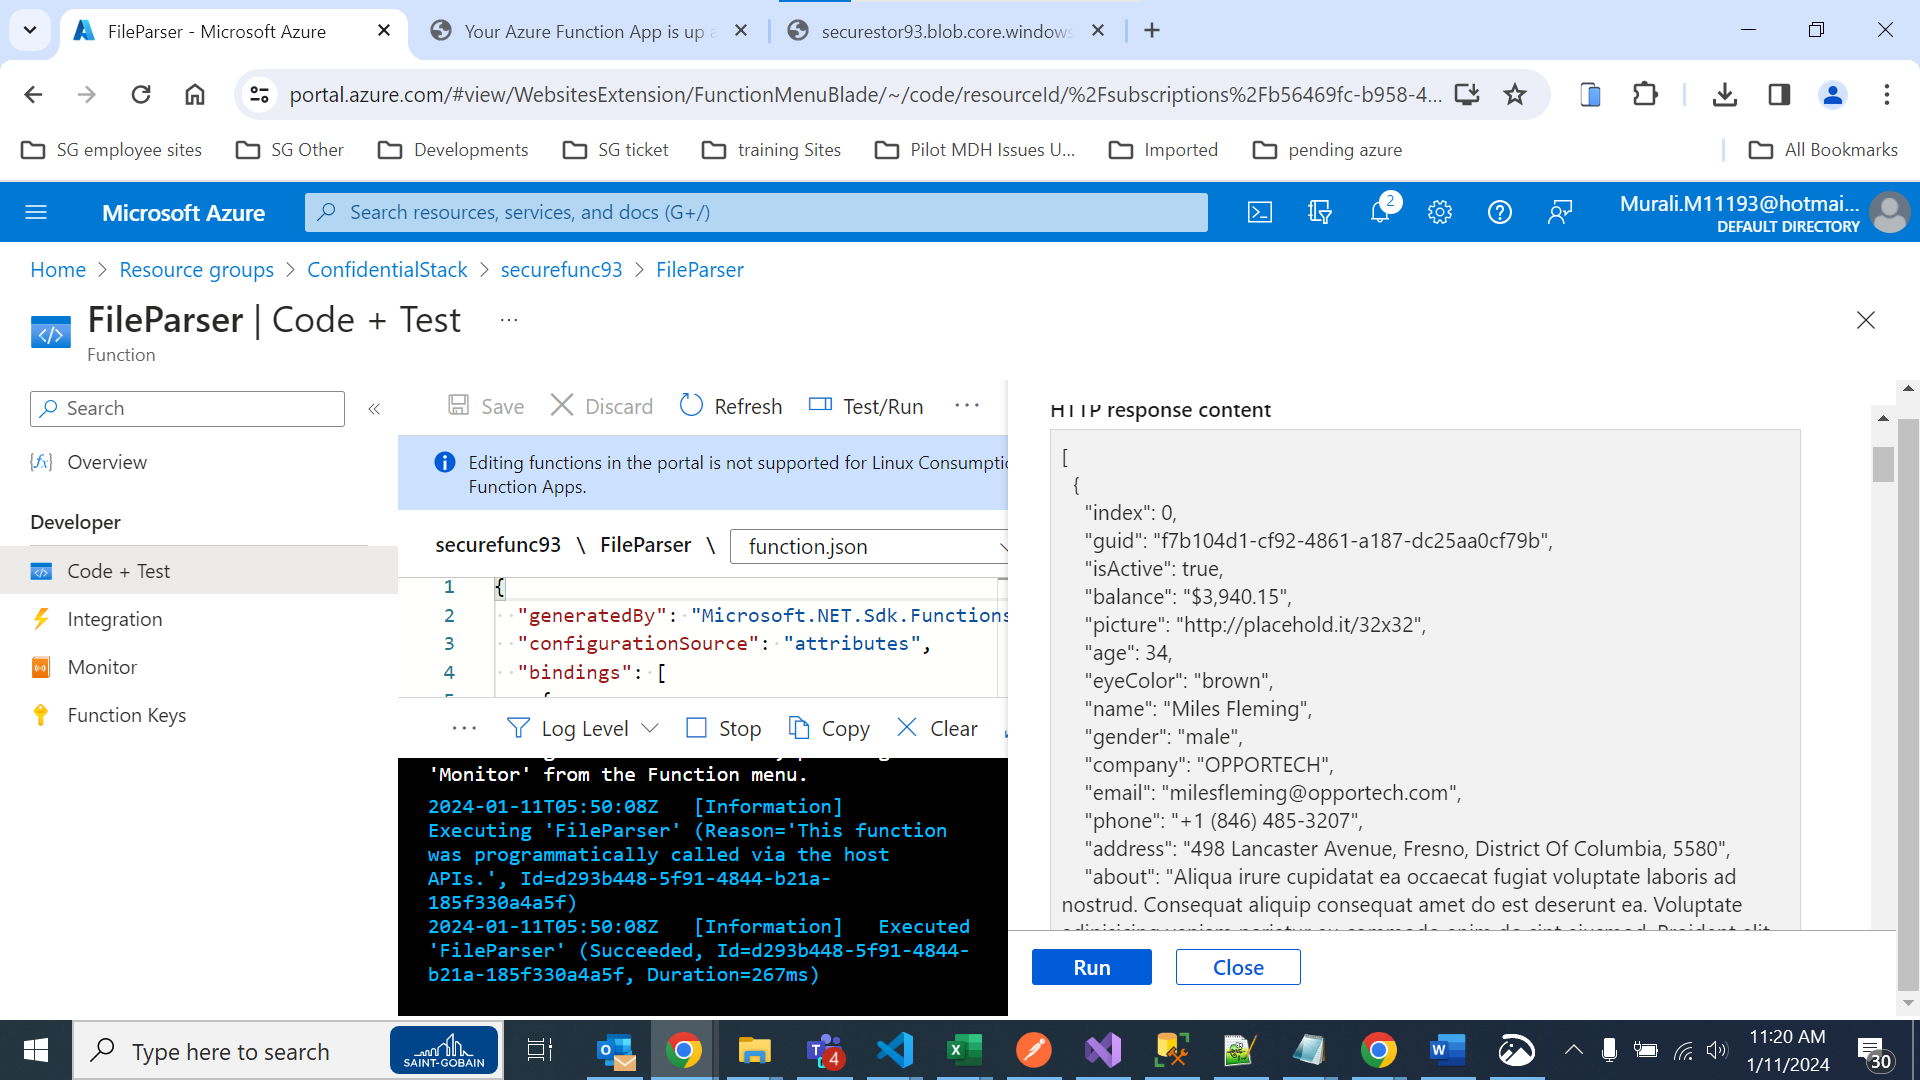 FileParser - Microsoft Azure
Your Azure Function App is up a
securestor93.blob.core.windows
portal.azure.com/#view/WebsitesExtension/FunctionMenuBlade/~/code/resourceId/%2Fsubscriptions%2Fb56469fc-b958-4...
SG employee sites
SG Other
Developments
SG ticket
training Sites
Pilot MDH Issues U...
Imported
pending azure
All Bookmarks
Microsoft Azure
Search resources, services, and docs (G+/)
2
Murali.M11193@hotmai...
DEFAULT DIRECTORY
Home > Resource groups > ConfidentialStack > securefunc93 > FileParser
FileParser | Code + Test ...
Function
Search
Overview
Developer
Code + Test
Integration
Monitor
Function Keys
Save
Discard
Refresh
Test/Run
...
Editing functions in the portal is not supported for Linux Consumptio
Function Apps.
securefunc93 \ FileParser \ function.json
1 {
2 "generatedBy": "Microsoft.NET.Sdk.Functions
3 "configurationSource": "attributes",
4 "bindings": [
...
Log Level
Stop
Copy
Clear
'Monitor' from the Function menu.
2024-01-11T05:50:08Z [Information]
Executing 'FileParser' (Reason='This function
was programmatically called via the host
APIs.', Id=d293b448-5f91-4844-b21a-
185f330a4a5f)
2024-01-11T05:50:08Z [Information] Executed
'FileParser' (Succeeded, Id=d293b448-5f91-4844-
b21a-185f330a4a5f, Duration=267ms)
HTTP response content
[
{
"index": 0,
"guid": "f7b104d1-cf92-4861-a187-dc25aa0cf79b",
"isActive": true,
"balance": "$3,940.15",
"picture": "http://placehold.it/32x32",
"age": 34,
"eyeColor": "brown",
"name": "Miles Fleming",
"gender": "male",
"company": "OPPORTECH",
"email": "milesfleming@opportech.com",
"phone": "+1 (846) 485-3207",
"address": "498 Lancaster Avenue, Fresno, District Of Columbia, 5580",
"about": "Aliqua irure cupidatat ea occaecat fugiat voluptate laboris ad
nostrud. Consequat aliquip consequat amet do est deserunt ea. Voluptate
Run
Close
Type here to search
SAINT-GOBAIN
4
11:20 AM
1/11/2024
30